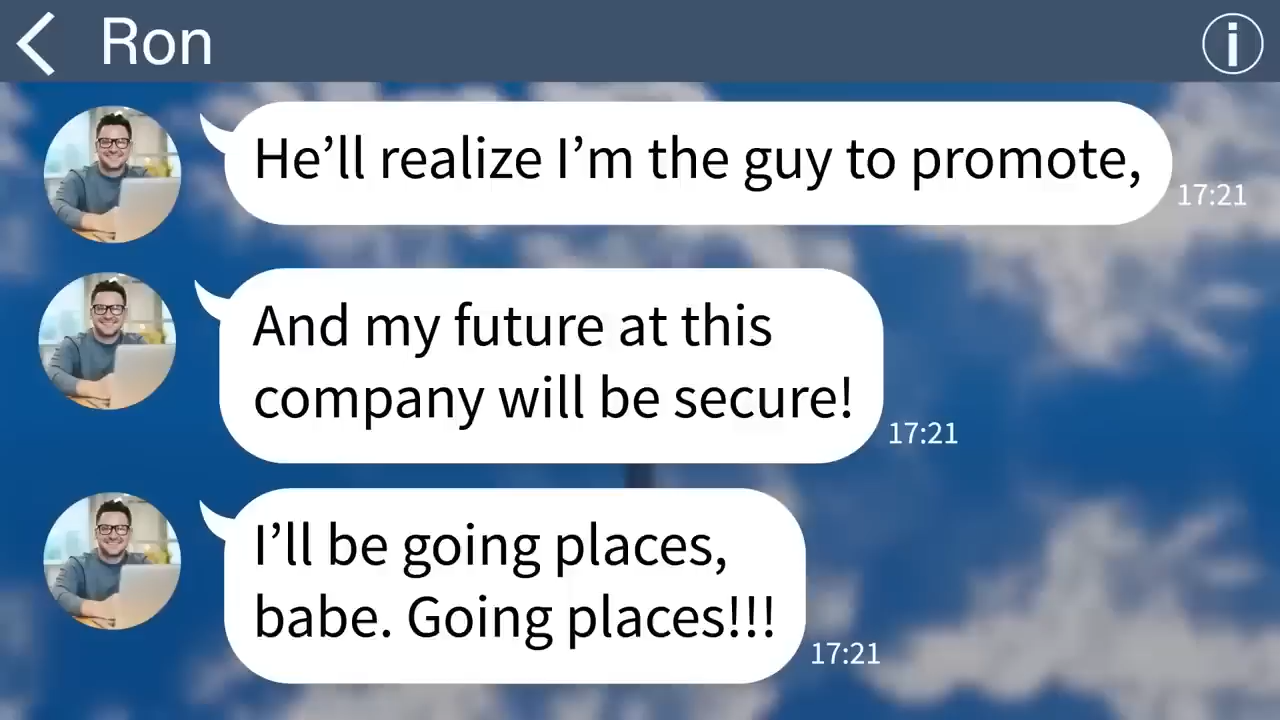 Ron
i
He’ll realize I’m the guy to promote,
17:21
And my future at this
company will be secure!
17:21
I’ll be going places,
babe. Going places!!!
17:21